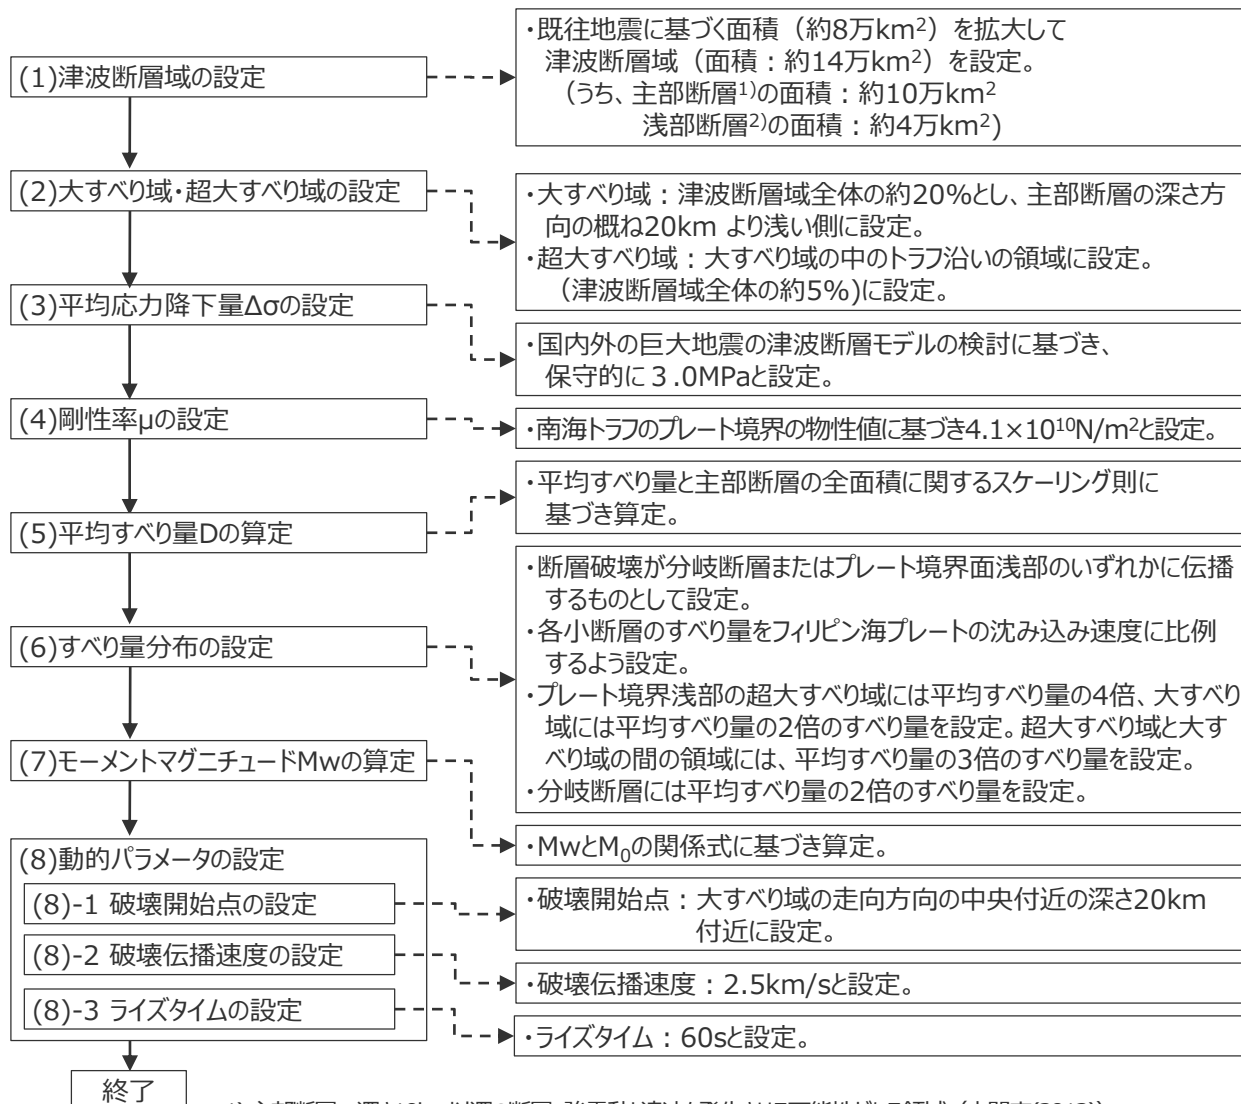 (1)津波断層域の設定
・既往地震に基づく面積（約8万km²）を拡大して
津波断層域（面積：約14万km²）を設定。
（うち、主部断層¹⁾の面積：約10万km²
浅部断層²⁾の面積：約4万km²)
(2)大すべり域・超大すべり域の設定
・大すべり域：津波断層域全体の約20%とし、主部断層の深さ方
向の概ね20km より浅い側に設定。
・超大すべり域：大すべり域の中のトラフ沿いの領域に設定。
（津波断層域全体の約5%)に設定。
(3)平均応力降下量Δσの設定
・国内外の巨大地震の津波断層モデルの検討に基づき、
保守的に３.0MPaと設定。
(4)剛性率μの設定
・南海トラフのプレート境界の物性値に基づき4.1×10¹⁰N/m²と設定。
(5)平均すべり量Dの算定
・平均すべり量と主部断層の全面積に関するスケーリング則に
基づき算定。
(6)すべり量分布の設定
・断層破壊が分岐断層またはプレート境界面浅部のいずれかに伝播
するものとして設定。
・各小断層のすべり量をフィリピン海プレートの沈み込み速度に比例
するよう設定。
・プレート境界浅部の超大すべり域には平均すべり量の4倍、大すべり
域には平均すべり量の2倍のすべり量を設定。超大すべり域と大す
べり域の間の領域には、平均すべり量の3倍のすべり量を設定。
・分岐断層には平均すべり量の2倍のすべり量を設定。
(7)モーメントマグニチュードMwの算定
・MwとM₀の関係式に基づき算定。
(8)動的パラメータの設定
(8)-1 破壊開始点の設定
・破壊開始点：大すべり域の走向方向の中央付近の深さ20km
付近に設定。
(8)-2 破壊伝播速度の設定
・破壊伝播速度：2.5km/sと設定。
(8)-3 ライズタイムの設定
・ライズタイム：60sと設定。
終了